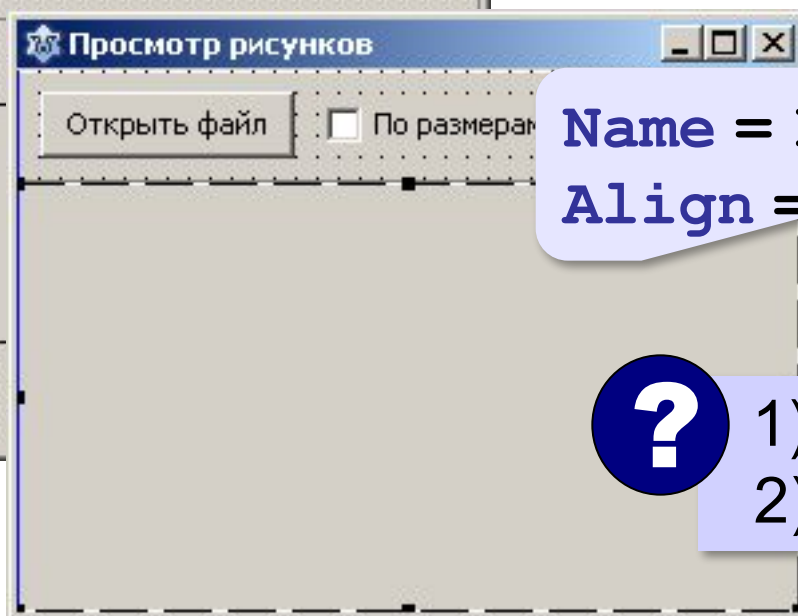 Просмотр рисунков
Открыть файл
По размерам
Name =
Align =
?
1)
2)